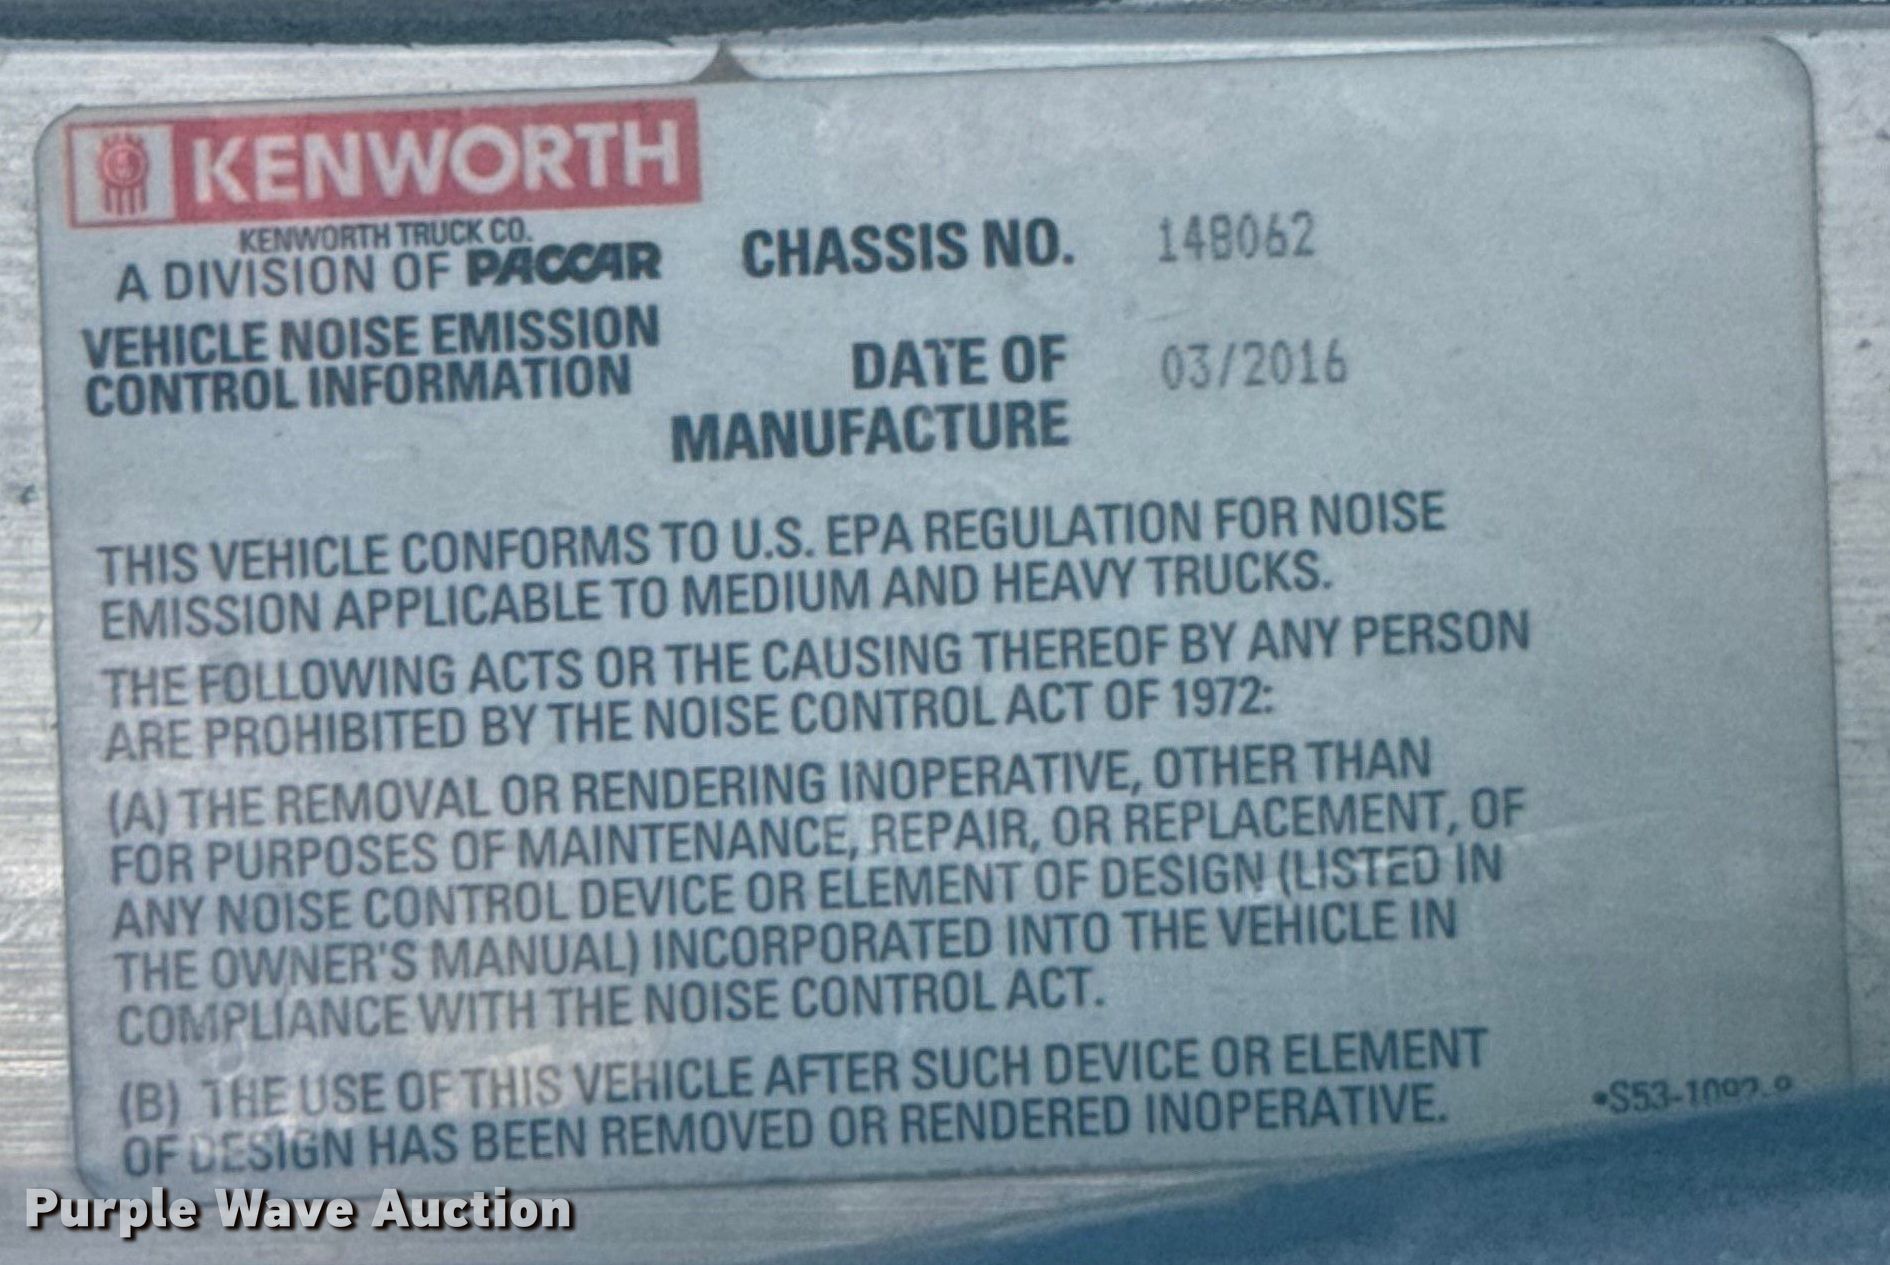 KENWORTH
KENWORTH TRUCK CO.
A DIVISION OF PACCAR
VEHICLE NOISE EMISSION
CONTROL INFORMATION
CHASSIS NO. 148062
DATE OF 03/2016
MANUFACTURE
THIS VEHICLE CONFORMS TO U.S. EPA REGULATION FOR NOISE
EMISSION APPLICABLE TO MEDIUM AND HEAVY TRUCKS.
THE FOLLOWING ACTS OR THE CAUSING THEREOF BY ANY PERSON
ARE PROHIBITED BY THE NOISE CONTROL ACT OF 1972:
(A) THE REMOVAL OR RENDERING INOPERATIVE, OTHER THAN
FOR PURPOSES OF MAINTENANCE, REPAIR, OR REPLACEMENT, OF
ANY NOISE CONTROL DEVICE OR ELEMENT OF DESIGN (LISTED IN
THE OWNER'S MANUAL) INCORPORATED INTO THE VEHICLE IN
COMPLIANCE WITH THE NOISE CONTROL ACT.
(B) THE USE OF THIS VEHICLE AFTER SUCH DEVICE OR ELEMENT
OF DESIGN HAS BEEN REMOVED OR RENDERED INOPERATIVE.
Purple Wave Auction